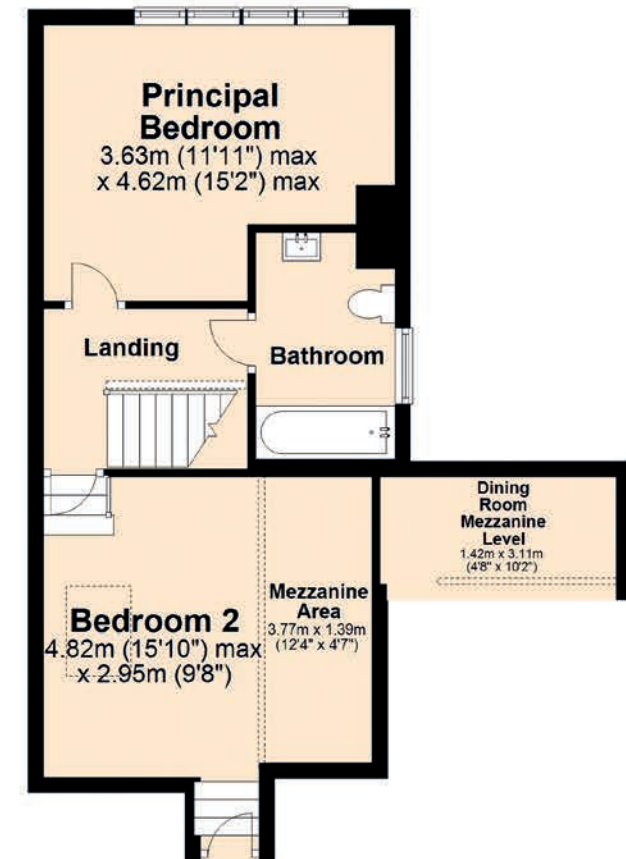 Principal
Bedroom
3.63m (11'11") max
x 4.62m (15'2") max
Landing
Bathroom
Dining
Room
Mezzanine
Level
1.42m x 3.11m
(4'8" x 10'2")
Mezzanine
Area
3.77m x 1.39m
(12'4" x 4'7")
Bedroom 2
4.82m (15'10") max
x 2.95m (9'8")